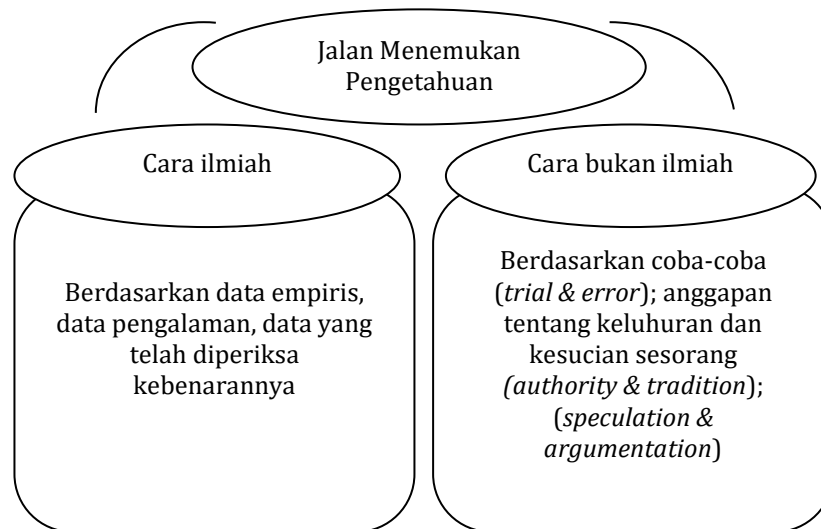 Jalan Menemukan
Pengetahuan
Cara ilmiah
Berdasarkan data empiris,
data pengalaman, data yang
telah diperiksa
kebenarannya
Cara bukan ilmiah
Berdasarkan coba-coba
(trial & error); anggapan
tentang keluhuran dan
kesucian sesorang
(authority & tradition);
(speculation &
argumentation)